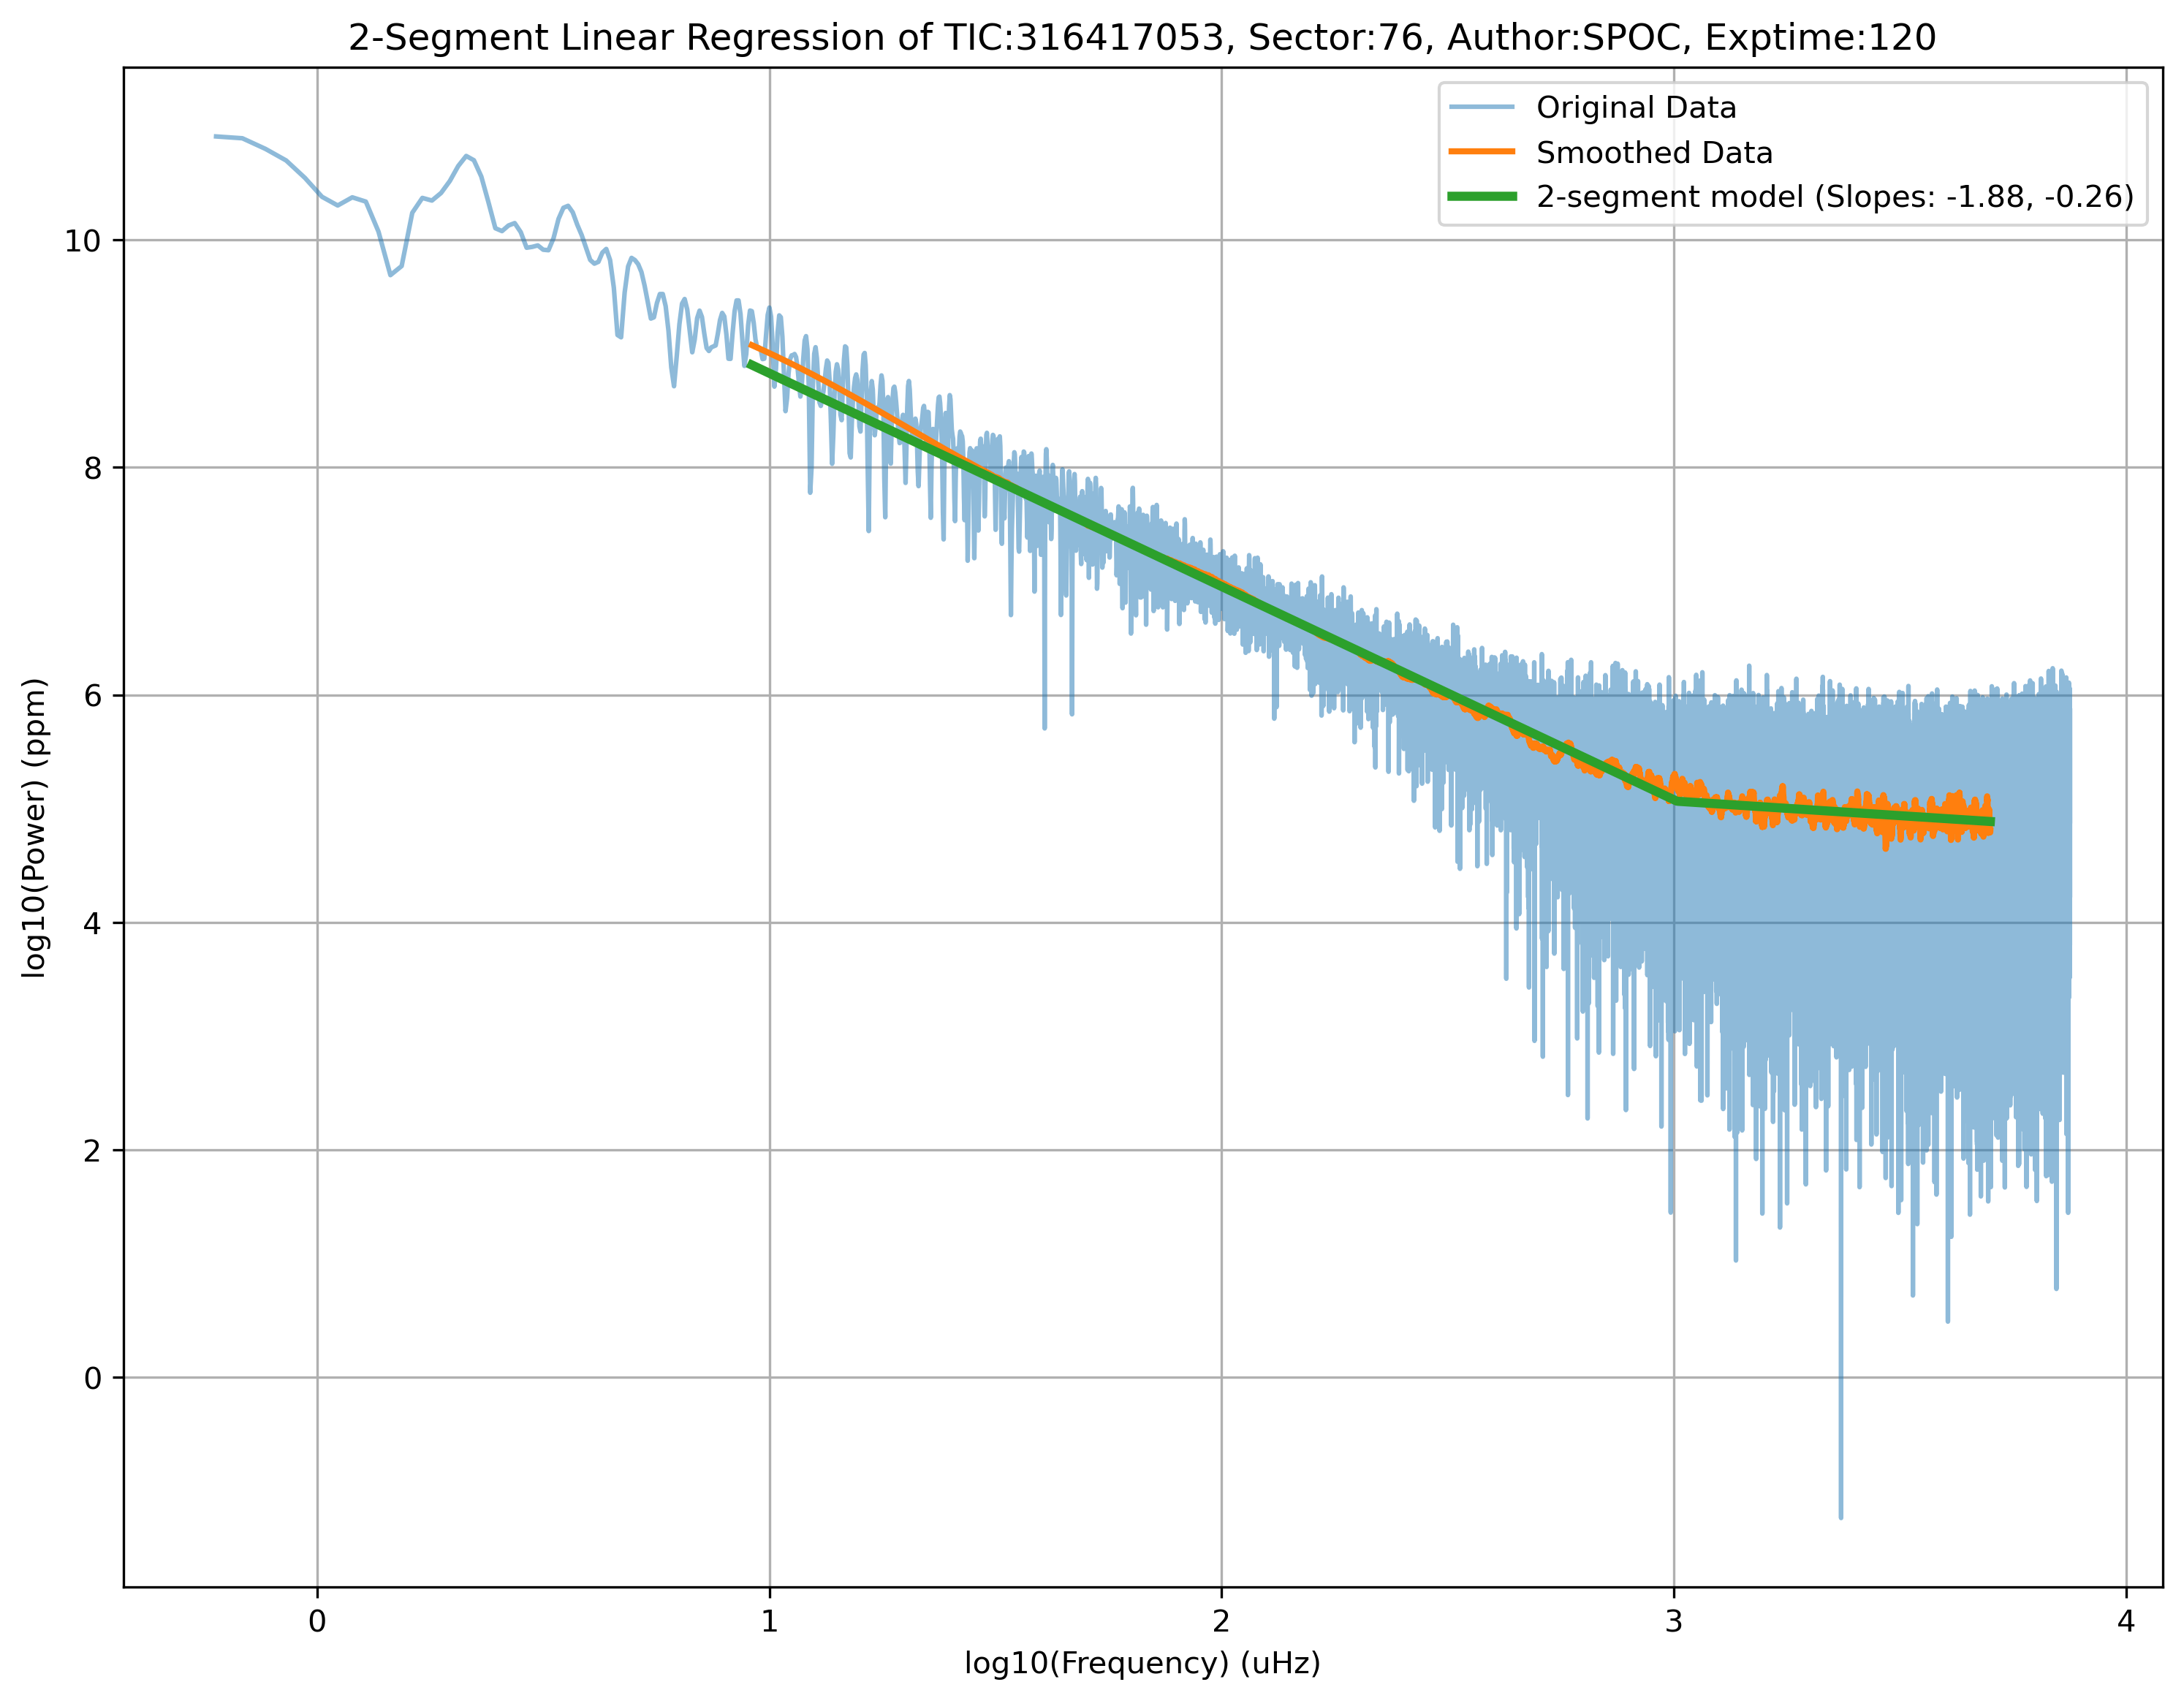 2-Segment Linear Regression of TIC:316417053, Sector:76, Author:SPOC, Exptime:120
Original Data
Smoothed Data
2-segment model (Slopes: -1.88, -0.26)
log10(Power) (ppm)
10
8
6
4
2
0
0 1 2 3 4
log10(Frequency) (uHz)